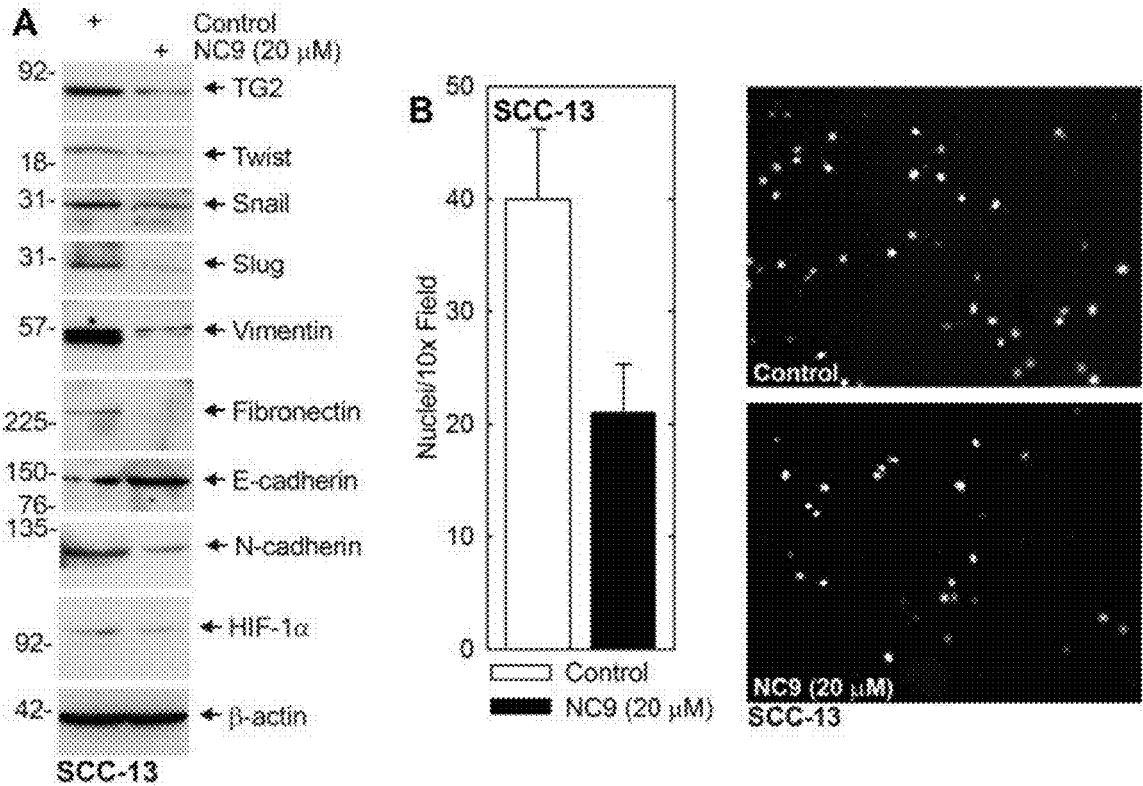 A
+ Control
+ NC9 (20 μM)
92- TG2
18- Twist
31- Snail
31- Slug
57- Vimentin
225- Fibronectin
150- E-cadherin
76-
135- N-cadherin
92- HIF-1α
42- β-actin
SCC-13
B
SCC-13
Nuclei/10x Field
50
40
30
20
10
0
Control
NC9 (20 μM)
Control
NC9 (20 μM)
SCC-13